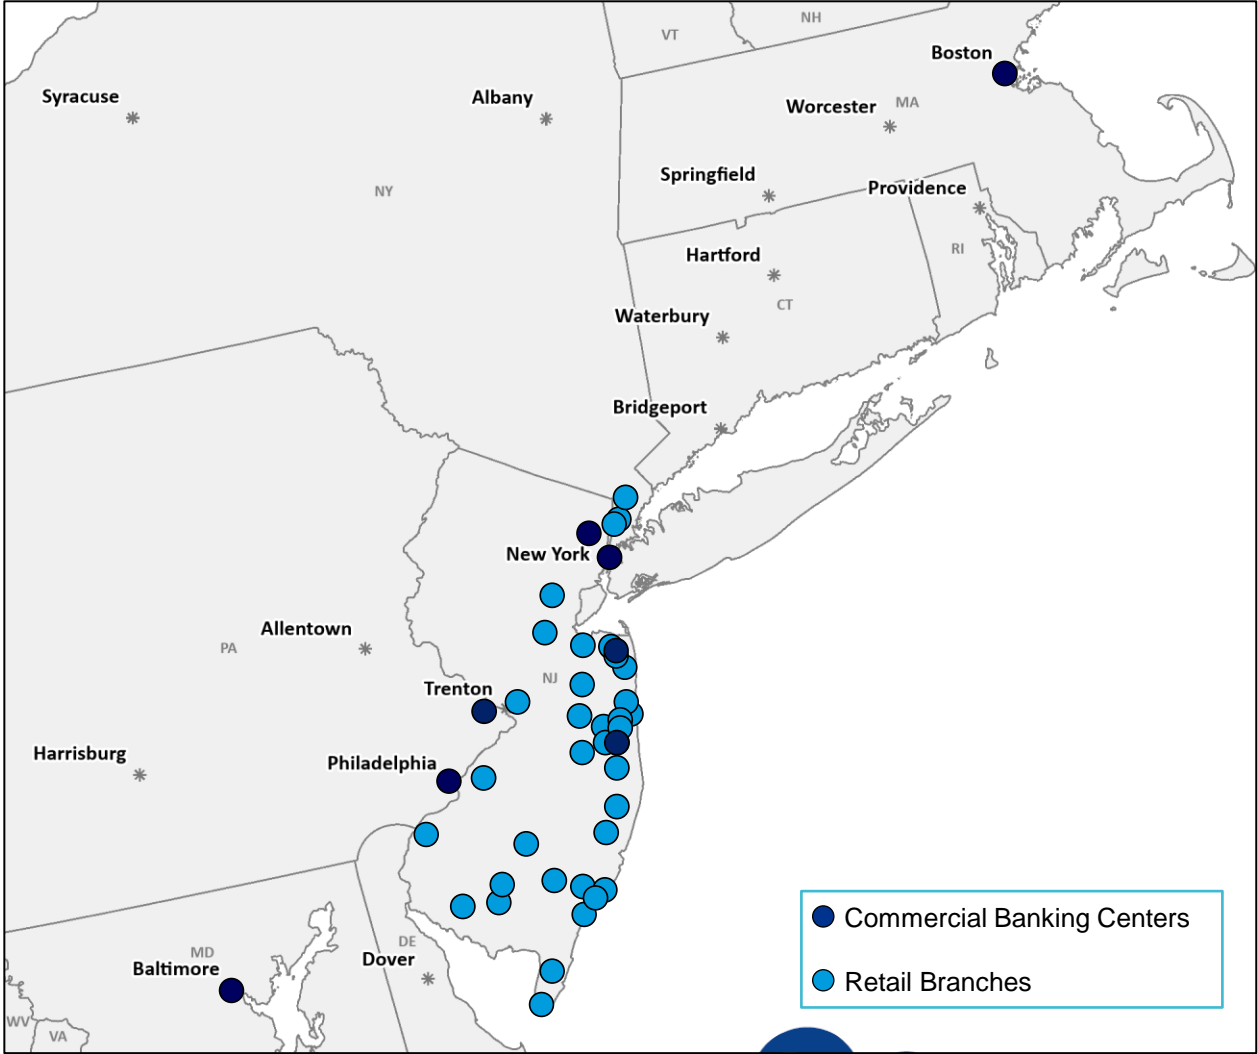 NH
VT
Boston
Syracuse
Albany
Worcester
MA
Springfield
Providence
NY
Hartford
RI
CT
Waterbury
Bridgeport
New York
Allentown
PA
NJ
Trenton
Harrisburg
Philadelphia
Commercial Banking Centers
DE
MD
Dover
Baltimore
Retail Branches
WV
VA